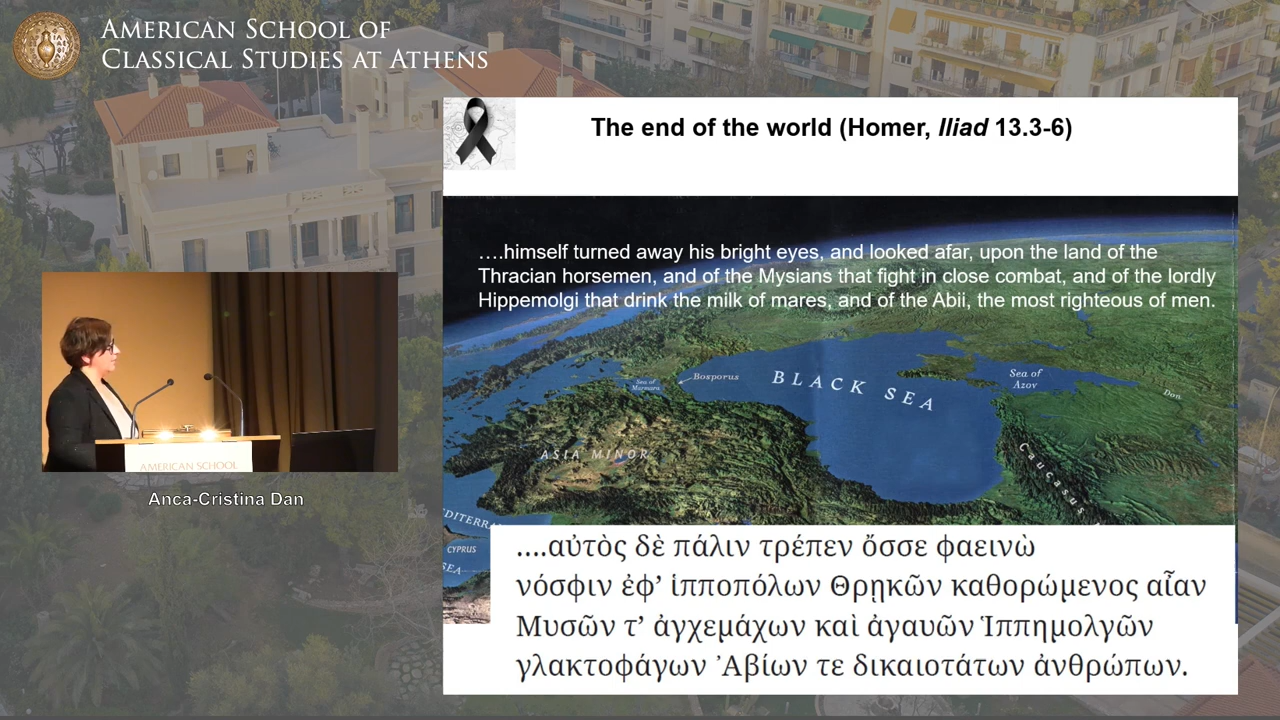 AMERICAN SCHOOL OF
CLASSICAL STUDIES AT ATHENS
The end of the world (Homer, Iliad 13.3-6)
….himself turned away his bright eyes, and looked afar, upon the land of the
Thracian horsemen, and of the Mysians that fight in close combat, and of the lordly
Hippemolgi that drink the milk of mares, and of the Abii, the most righteous of men.
Sea of
Marmara
Bosporus
BLACK SEA
Sea of
Azov
Don
ASIA MINOR
Caucasus
CYPRUS
SEA
AMERICAN SCHOOL
Anca-Cristina Dan
….αὐτὸς δὲ πάλιν τρέπεν ὄσσε φαεινὼ
νόσφιν ἐφ’ ἱπποπόλων Θρῃκῶν καθορώμενος αἶαν
Μυσῶν τ’ ἀγχεμάχων καὶ ἀγαυῶν Ἱππημολγῶν
γλακτοφάγων Ἀβίων τε δικαιοτάτων ἀνθρώπων.